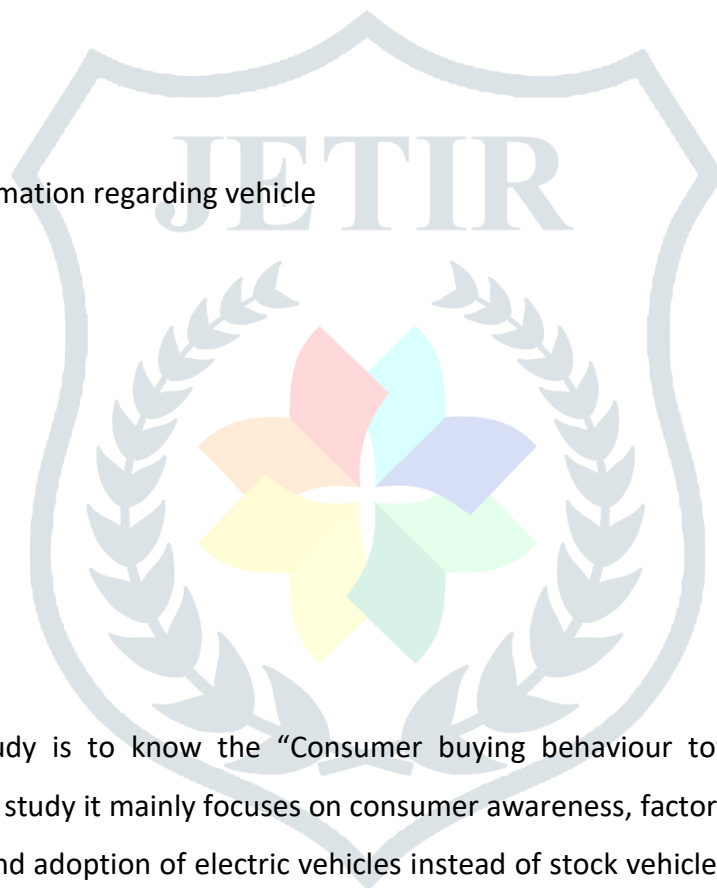 JETIR
mation regarding vehicle
udy is to know the “Consumer buying behaviour to
study it mainly focuses on consumer awareness, factor
nd adoption of electric vehicles instead of stock vehicle